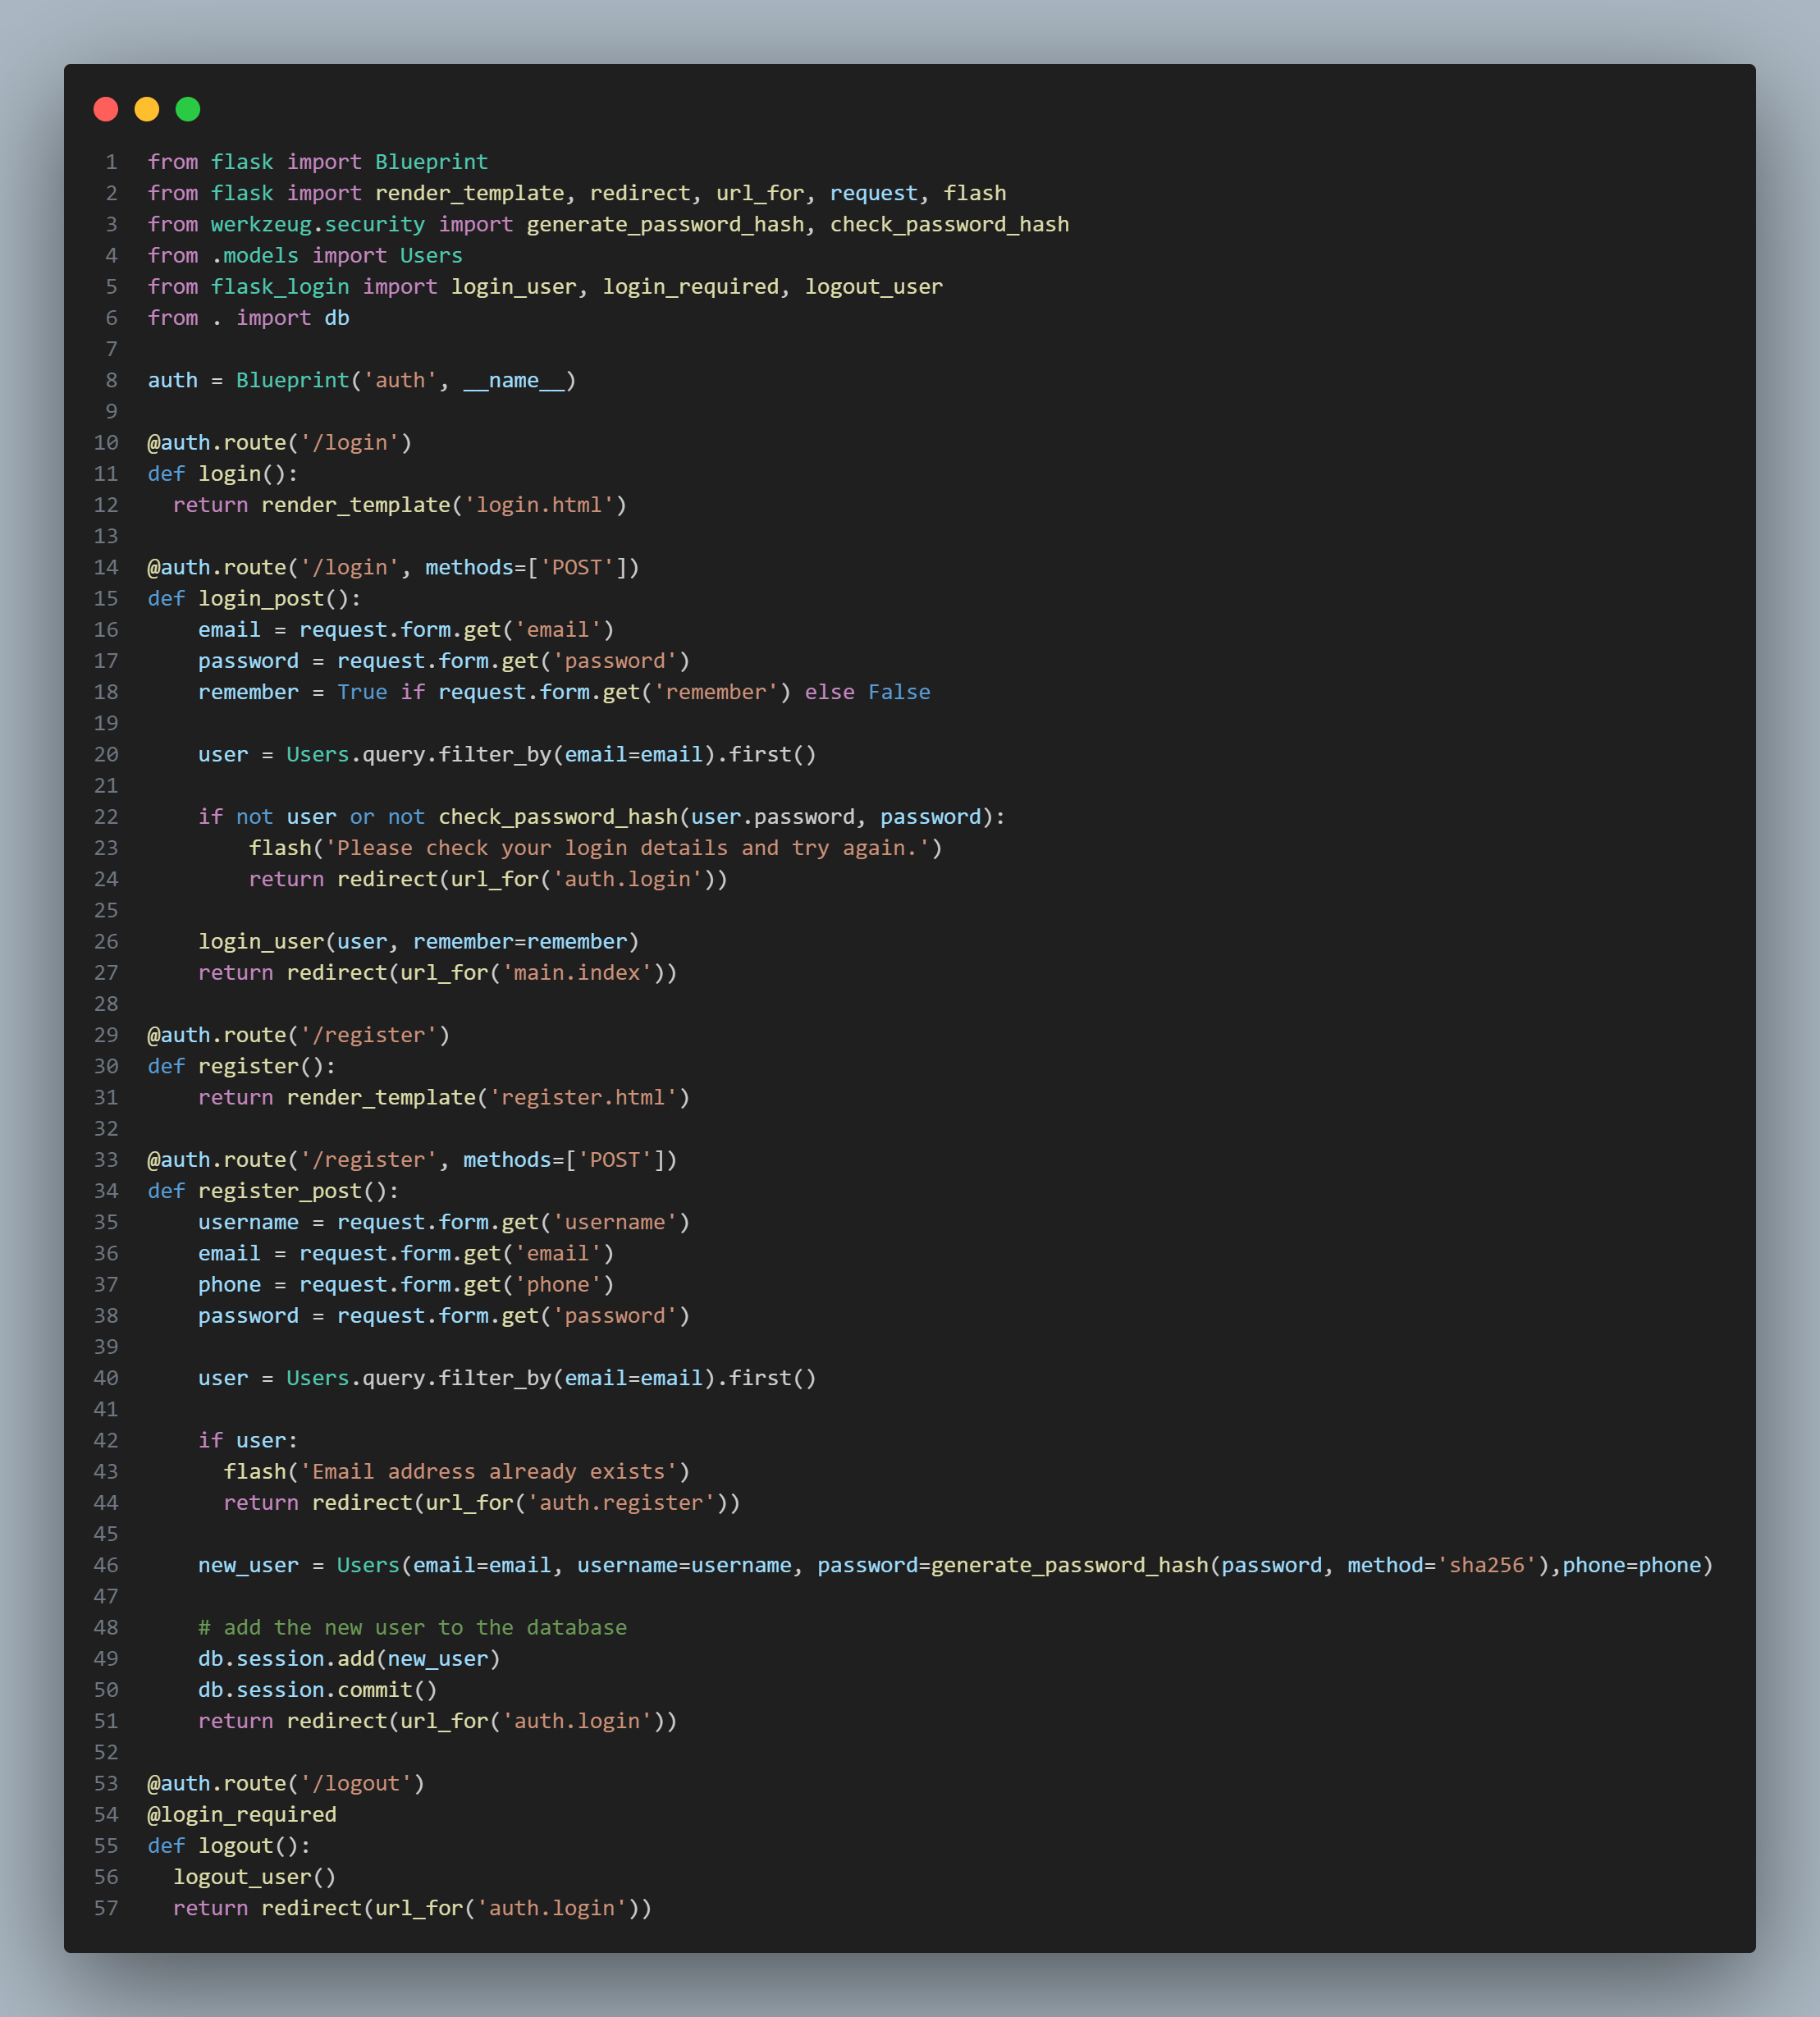 1 from flask import Blueprint
2 from flask import render_template, redirect, url_for, request, flash
3 from werkzeug.security import generate_password_hash, check_password_hash
4 from .models import Users
5 from flask_login import login_user, login_required, logout_user
6 from . import db
7
8 auth = Blueprint('auth', __name__)
9
10 @auth.route('/login')
11 def login():
12   return render_template('login.html')
13
14 @auth.route('/login', methods=['POST'])
15 def login_post():
16     email = request.form.get('email')
17     password = request.form.get('password')
18     remember = True if request.form.get('remember') else False
19
20     user = Users.query.filter_by(email=email).first()
21
22     if not user or not check_password_hash(user.password, password):
23         flash('Please check your login details and try again.')
24         return redirect(url_for('auth.login'))
25
26     login_user(user, remember=remember)
27     return redirect(url_for('main.index'))
28
29 @auth.route('/register')
30 def register():
31     return render_template('register.html')
32
33 @auth.route('/register', methods=['POST'])
34 def register_post():
35     username = request.form.get('username')
36     email = request.form.get('email')
37     phone = request.form.get('phone')
38     password = request.form.get('password')
39
40     user = Users.query.filter_by(email=email).first()
41
42     if user:
43       flash('Email address already exists')
44       return redirect(url_for('auth.register'))
45
46     new_user = Users(email=email, username=username, password=generate_password_hash(password, method='sha256'),phone=phone)
47
48     # add the new user to the database
49     db.session.add(new_user)
50     db.session.commit()
51     return redirect(url_for('auth.login'))
52
53 @auth.route('/logout')
54 @login_required
55 def logout():
56   logout_user()
57   return redirect(url_for('auth.login'))